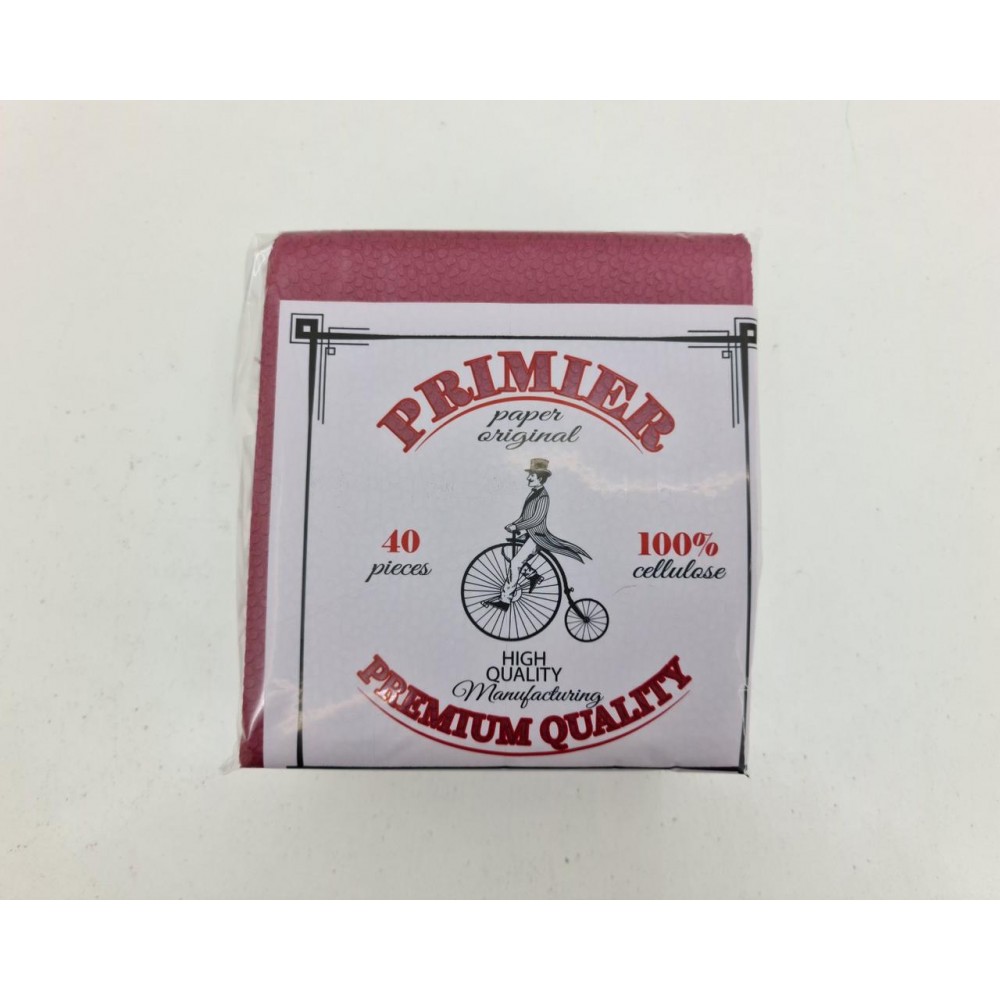 PRIMIER
paper
original
40
pieces
100%
cellulose
HIGH
QUALITY
Manufacturing
PREMIUM QUALITY